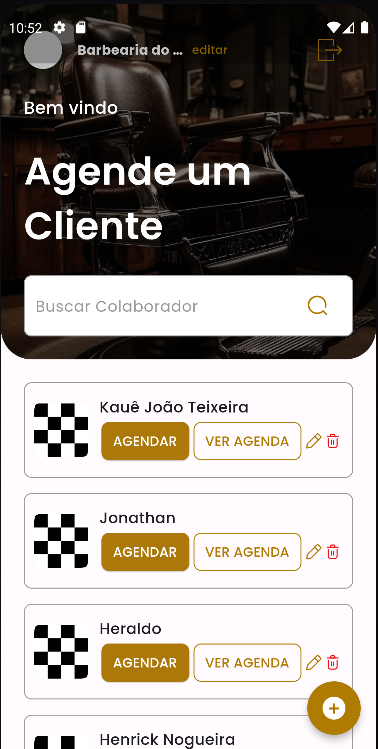 10:52
Barbearia do ... editar
Bem vindo
Agende um
Cliente
Buscar Colaborador
Kauê João Teixeira
AGENDAR VER AGENDA
Jonathan
AGENDAR VER AGENDA
Heraldo
AGENDAR VER AGENDA
Henrick Nogueira